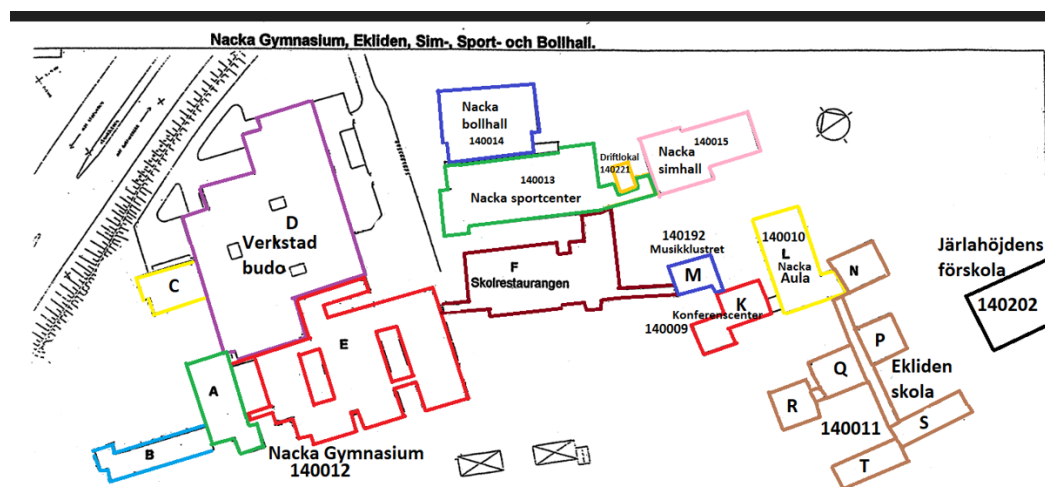 Nacka Gymnasium, Ekliden, Sim-, Sport- och Bollhall.
Nacka
bollhall
140014
140013
Nacka sportcenter
Driftlokal
140221
140015
Nacka
simhall
D
Verkstad
budo
C
F
Skolrestaurangen
140192
Musikklustret
M
140010
L
Nacka
Aula
N
Järlahöjdens
förskola
140202
K
Konferenscenter
140009
E
A
B
P
Q
Ekliden
skola
R
S
140011
T
Nacka Gymnasium
140012